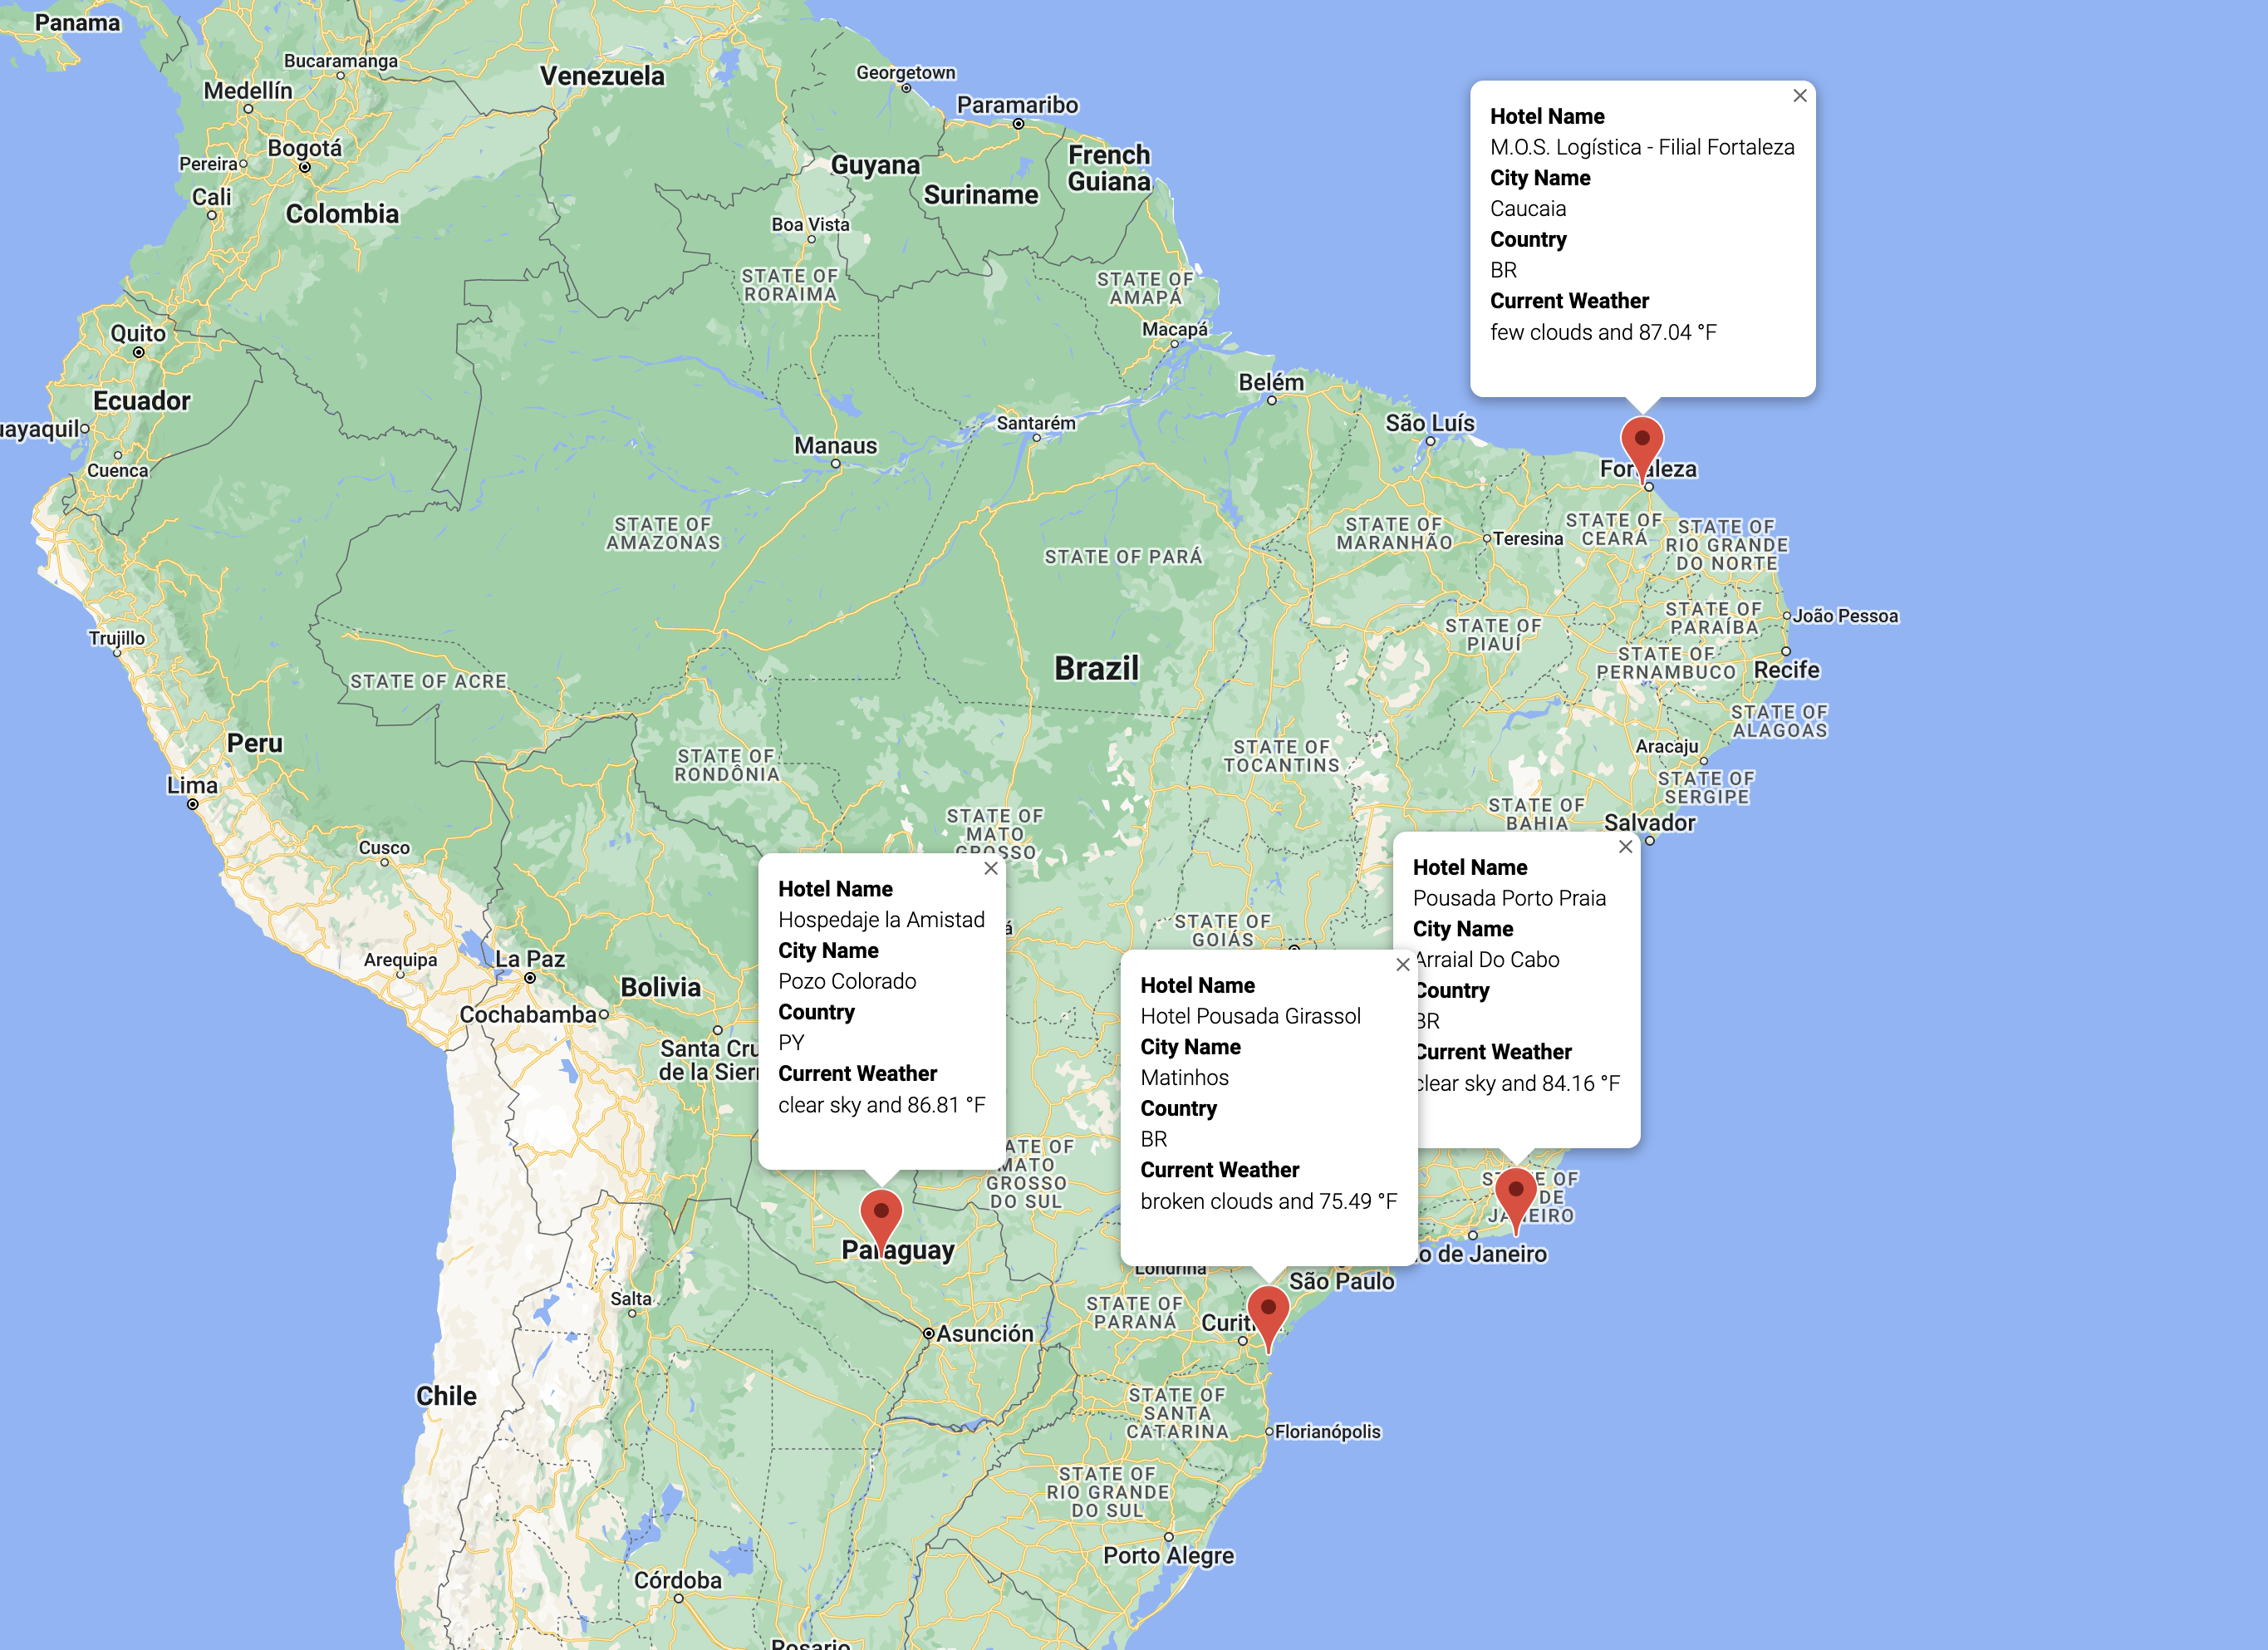 Panama
Bucaramanga
Medellín
Venezuela
Georgetown
Paramaribo
Pereira
Bogotá
Guyana
French
Guiana
Cali
Colombia
Suriname
Boa Vista
STATE OF
RORAIMA
STATE OF
AMAPÁ
Macapá
Hotel Name
M.O.S. Logística - Filial Fortaleza
City Name
Caucaia
Country
BR
Current Weather
few clouds and 87.04 °F
Quito
Ecuador
uayaquil
Cuenca
Manaus
Santarém
Belém
São Luís
Fortaleza
STATE OF
AMAZONAS
STATE OF PARÁ
STATE OF
MARANHÃO
Teresina
STATE OF
CEARÁ
STATE OF
RIO GRANDE
DO NORTE
Trujillo
STATE OF ACRE
Brazil
STATE OF
PIAUÍ
STATE OF
PARAÍBA
João Pessoa
STATE OF
PERNAMBUCO
Recife
Peru
Lima
STATE OF
RONDÔNIA
STATE OF
TOCANTINS
STATE OF
ALAGOAS
Aracaju
STATE OF
SERGIPE
STATE OF
MATO
GROSSO
STATE OF
BAHIA
Salvador
Cusco
Arequipa
La Paz
Bolivia
Cochabamba
Santa Cru
de la Sier
Hotel Name
Hospedaje la Amistad
City Name
Pozo Colorado
Country
PY
Current Weather
clear sky and 86.81 °F
á
STATE OF
GOIÁS
Hotel Name
Hotel Pousada Girassol
City Name
Matinhos
Country
BR
Current Weather
broken clouds and 75.49 °F
Hotel Name
Pousada Porto Praia
City Name
Arraial Do Cabo
Country
BR
Current Weather
clear sky and 84.16 °F
ATE OF
MATO
GROSSO
DO SUL
STATE OF
DE
JANEIRO
o de Janeiro
Paraguay
Londrina
São Paulo
Salta
STATE OF
PARANÁ
Curiti
Asunción
Chile
STATE OF
SANTA
CATARINA
Florianópolis
STATE OF
RIO GRANDE
DO SUL
Porto Alegre
Córdoba
Rosario